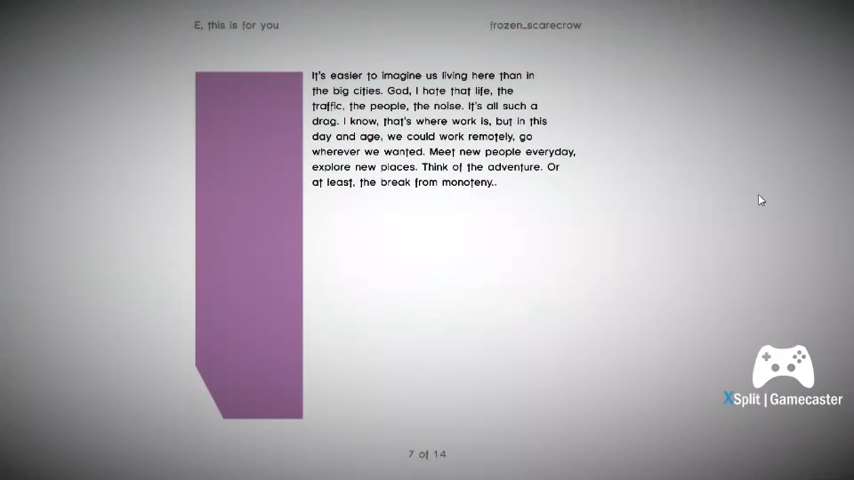 E, this is for you
frozen_scarecrow
It's easier to imagine us living here than in
the big cities. God, I hate that life, the
traffic, the people, the noise. It's all such a
drag. I know, that's where work is, but in this
day and age, we could work remotely, go
wherever we wanted. Meet new people everyday,
explore new places. Think of the adventure. Or
at least, the break from monoteny..
XSplit | Gamecaster
7 of 14